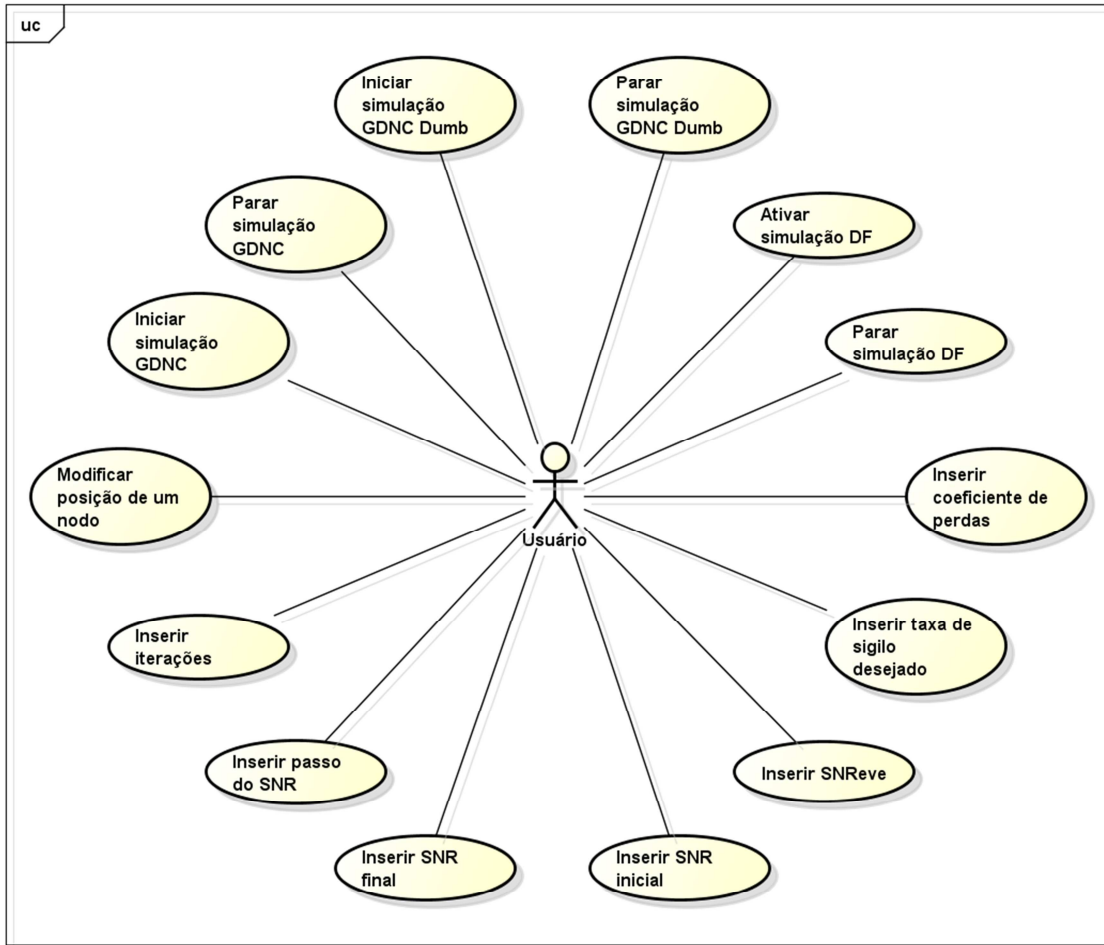 uc
Iniciar
simulação
GDNC Dumb
Parar
simulação
GDNC Dumb
Parar
simulação
GDNC
Ativar
simulação DF
Iniciar
simulação
GDNC
Parar
simulação DF
Modificar
posição de um
nodo
Usuário
Inserir
coeficiente de
perdas
Inserir
iterações
Inserir taxa de
sigilo
desejado
Inserir passo
do SNR
Inserir SNReve
Inserir SNR
final
Inserir SNR
inicial